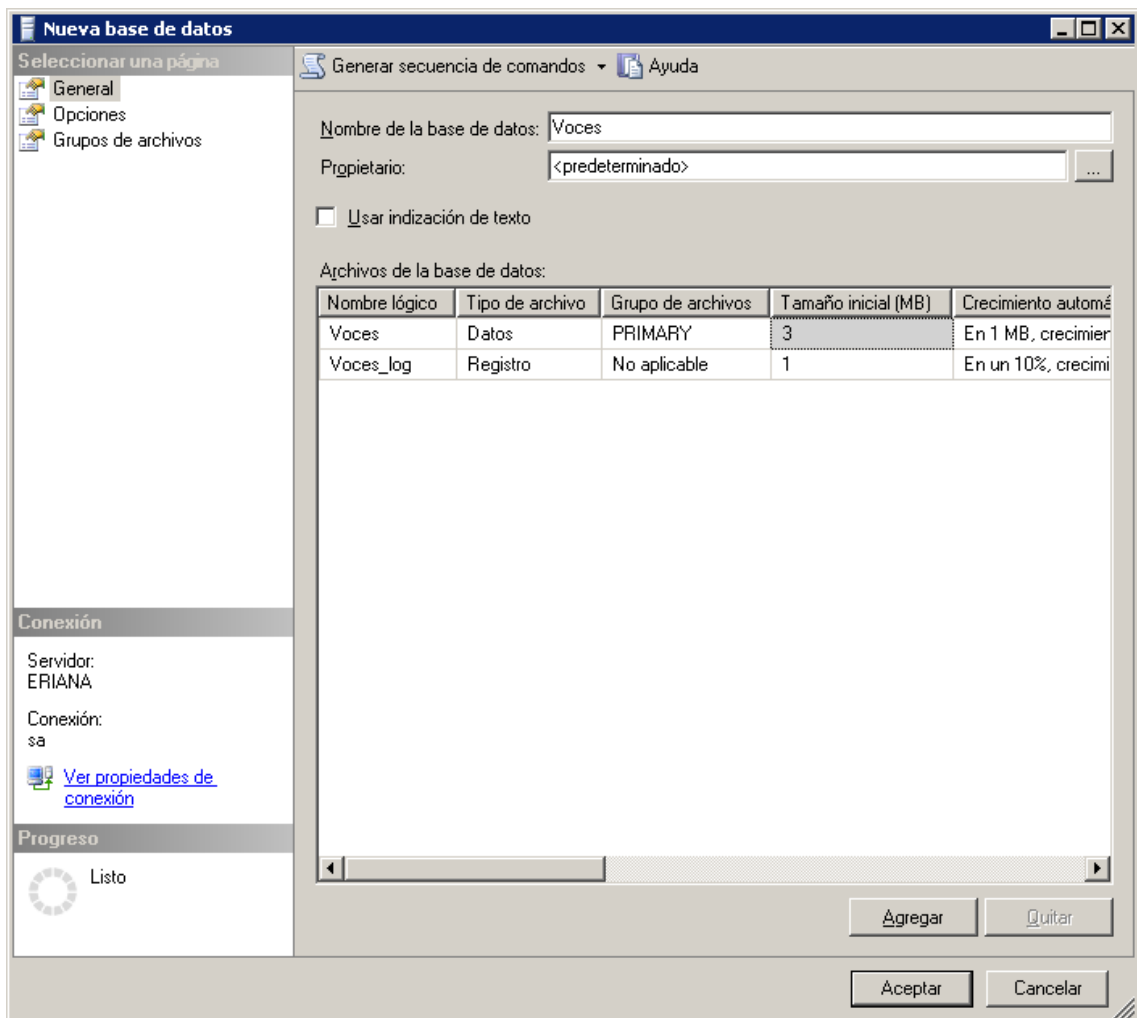 Nueva base de datos
Seleccionar una página
General
Opciones
Grupos de archivos
Generar secuencia de comandos
Ayuda
Nombre de la base de datos: Voces
Propietario: <predeterminado> ...
Usar indización de texto
Archivos de la base de datos:
Nombre lógico Tipo de archivo Grupo de archivos Tamaño inicial (MB) Crecimiento automá
Voces Datos PRIMARY 3 En 1 MB, crecimier
Voces_log Registro No aplicable 1 En un 10%, crecimi
Conexión
Servidor:
ERIANA
Conexión:
sa
Ver propiedades de
conexión
Progreso
Listo
Agregar Quitar
Aceptar Cancelar